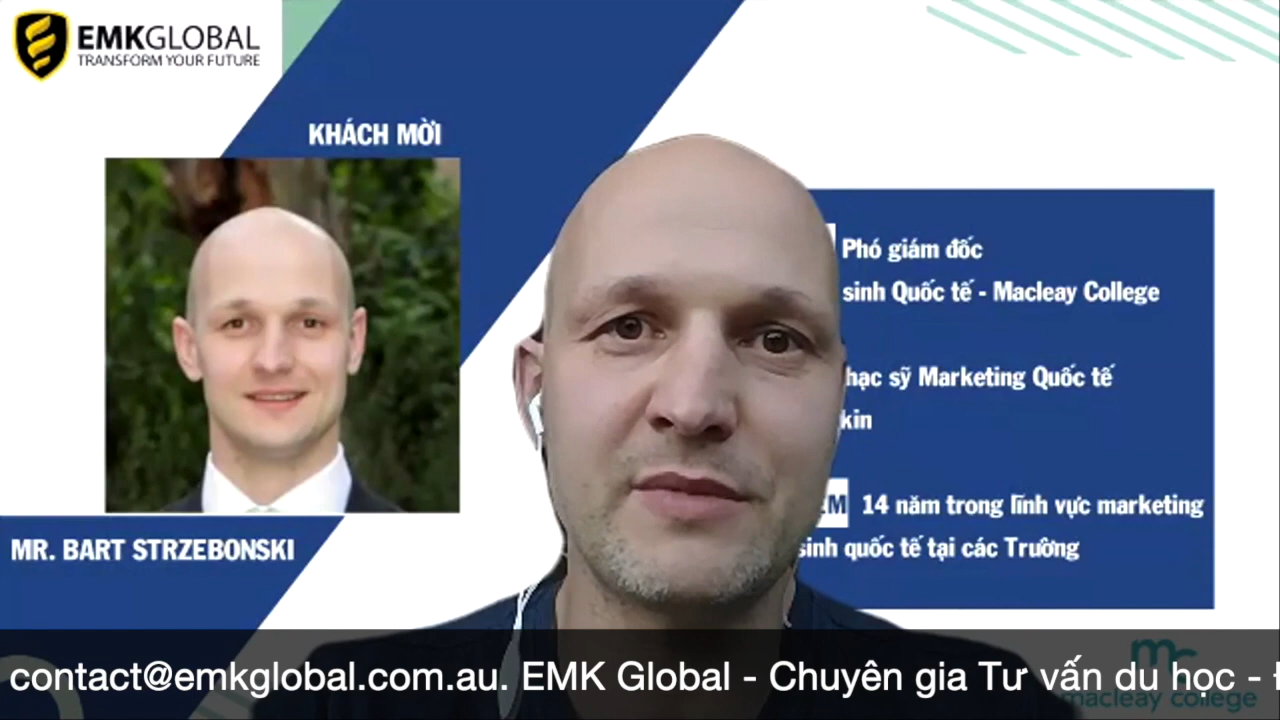 EMKGLOBAL
TRANSFORM YOUR FUTURE
KHÁCH MỜI
MR. BART STRZEBONSKI
Phó giám đốc
sinh Quốc tế - Macleay College
hạc sỹ Marketing Quốc tế
kin
14 năm trong lĩnh vực marketing
sinh quốc tế tại các Trường
mc
macleay college
contact@emkglobal.com.au. EMK Global - Chuyên gia Tư vấn du học -